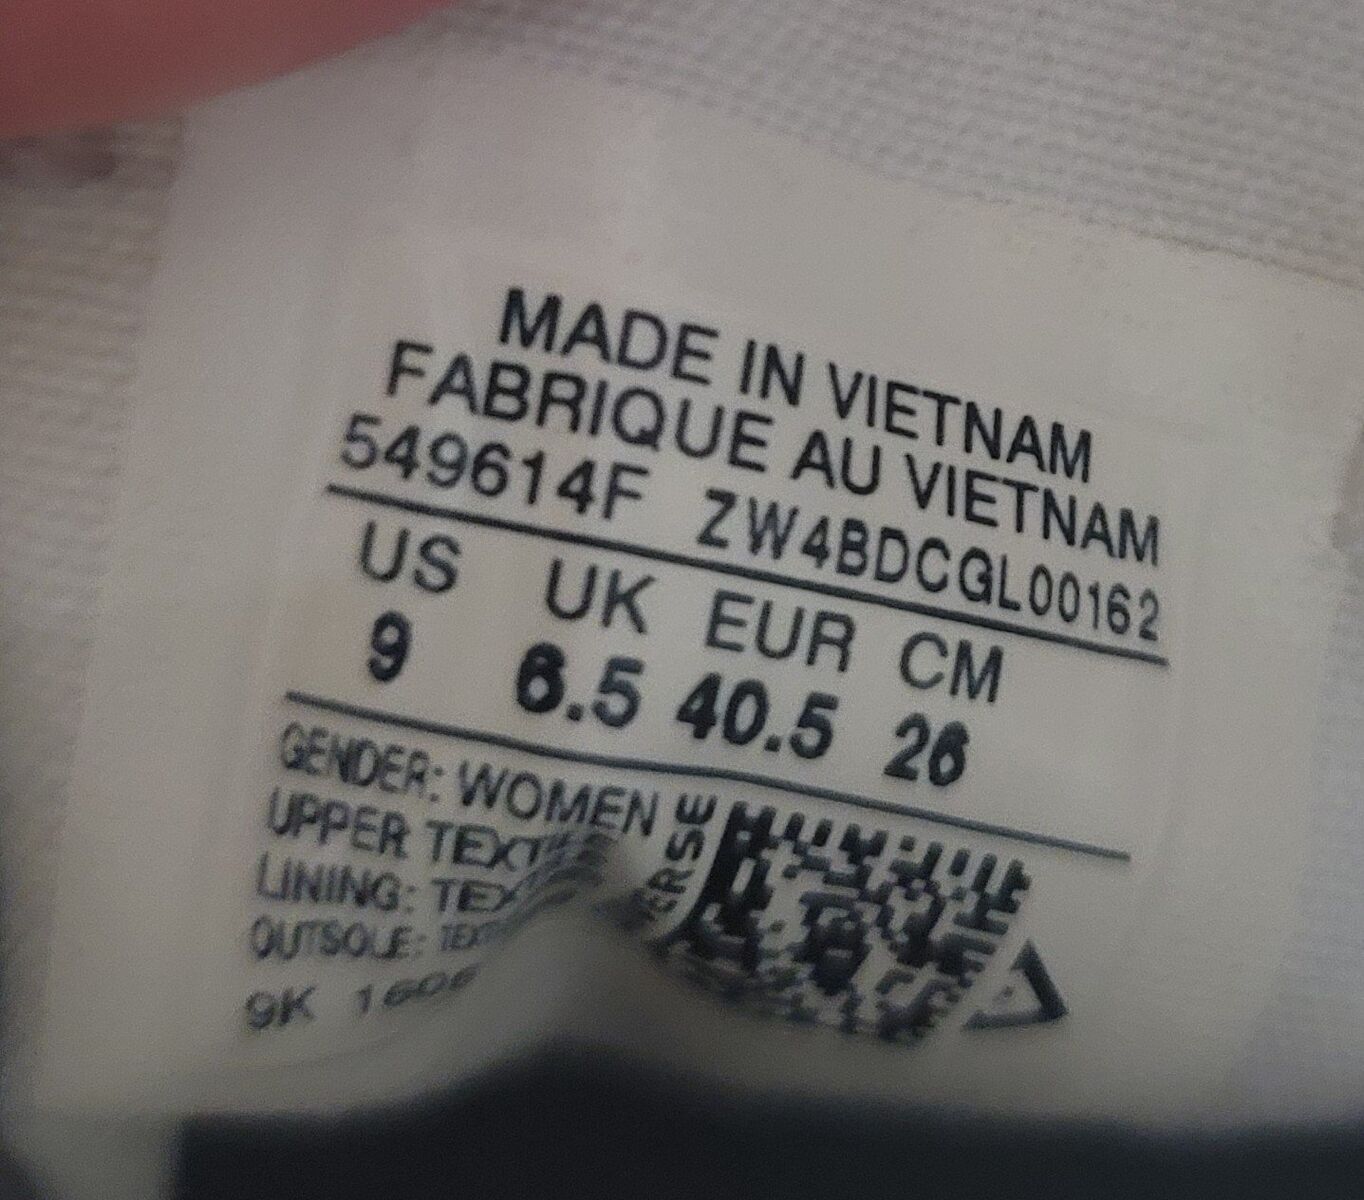 MADE IN VIETNAM
FABRIQUE AU VIETNAM
549614F ZW4BDCGL00162
US UK EUR CM
9 6.5 40.5 26
GENDER: WOMEN
UPPER
LINING:
OUTSOLE:
9K